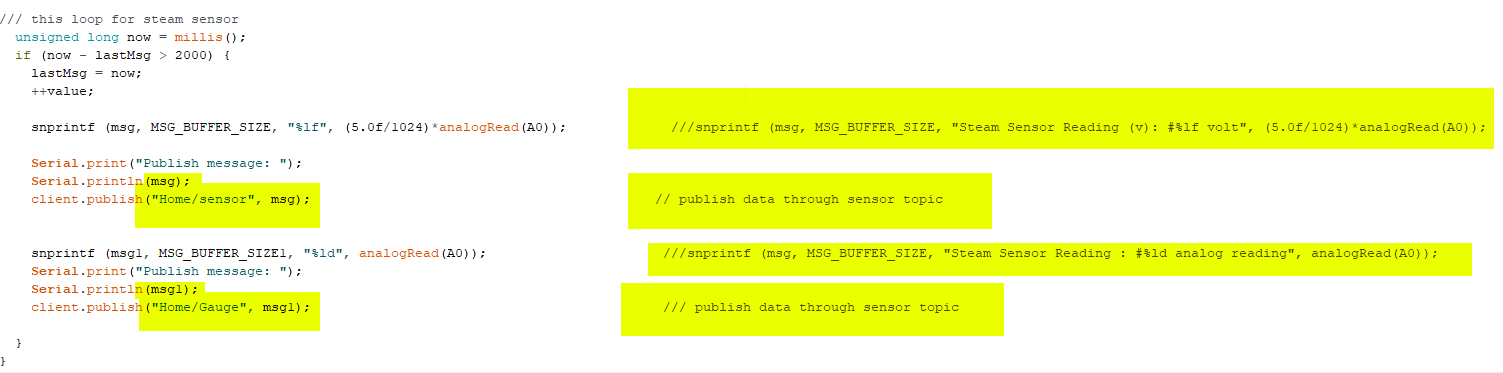 /// this loop for steam sensor
unsigned long now = millis();
if (now - lastMsg > 2000) {
lastMsg = now;
++value;
snprintf (msg, MSG_BUFFER_SIZE, "%lf", (5.0f/1024)*analogRead(A0)); ///snprintf (msg, MSG_BUFFER_SIZE, "Steam Sensor Reading (v): #%lf volt", (5.0f/1024)*analogRead(A0));
Serial.print("Publish message: ");
Serial.println(msg);
client.publish("Home/sensor", msg); // publish data through sensor topic
snprintf (msg1, MSG_BUFFER_SIZE1, "%ld", analogRead(A0)); ///snprintf (msg, MSG_BUFFER_SIZE, "Steam Sensor Reading : #%ld analog reading", analogRead(A0));
Serial.print("Publish message: ");
Serial.println(msg1);
client.publish("Home/Gauge", msg1); /// publish data through sensor topic
}
}